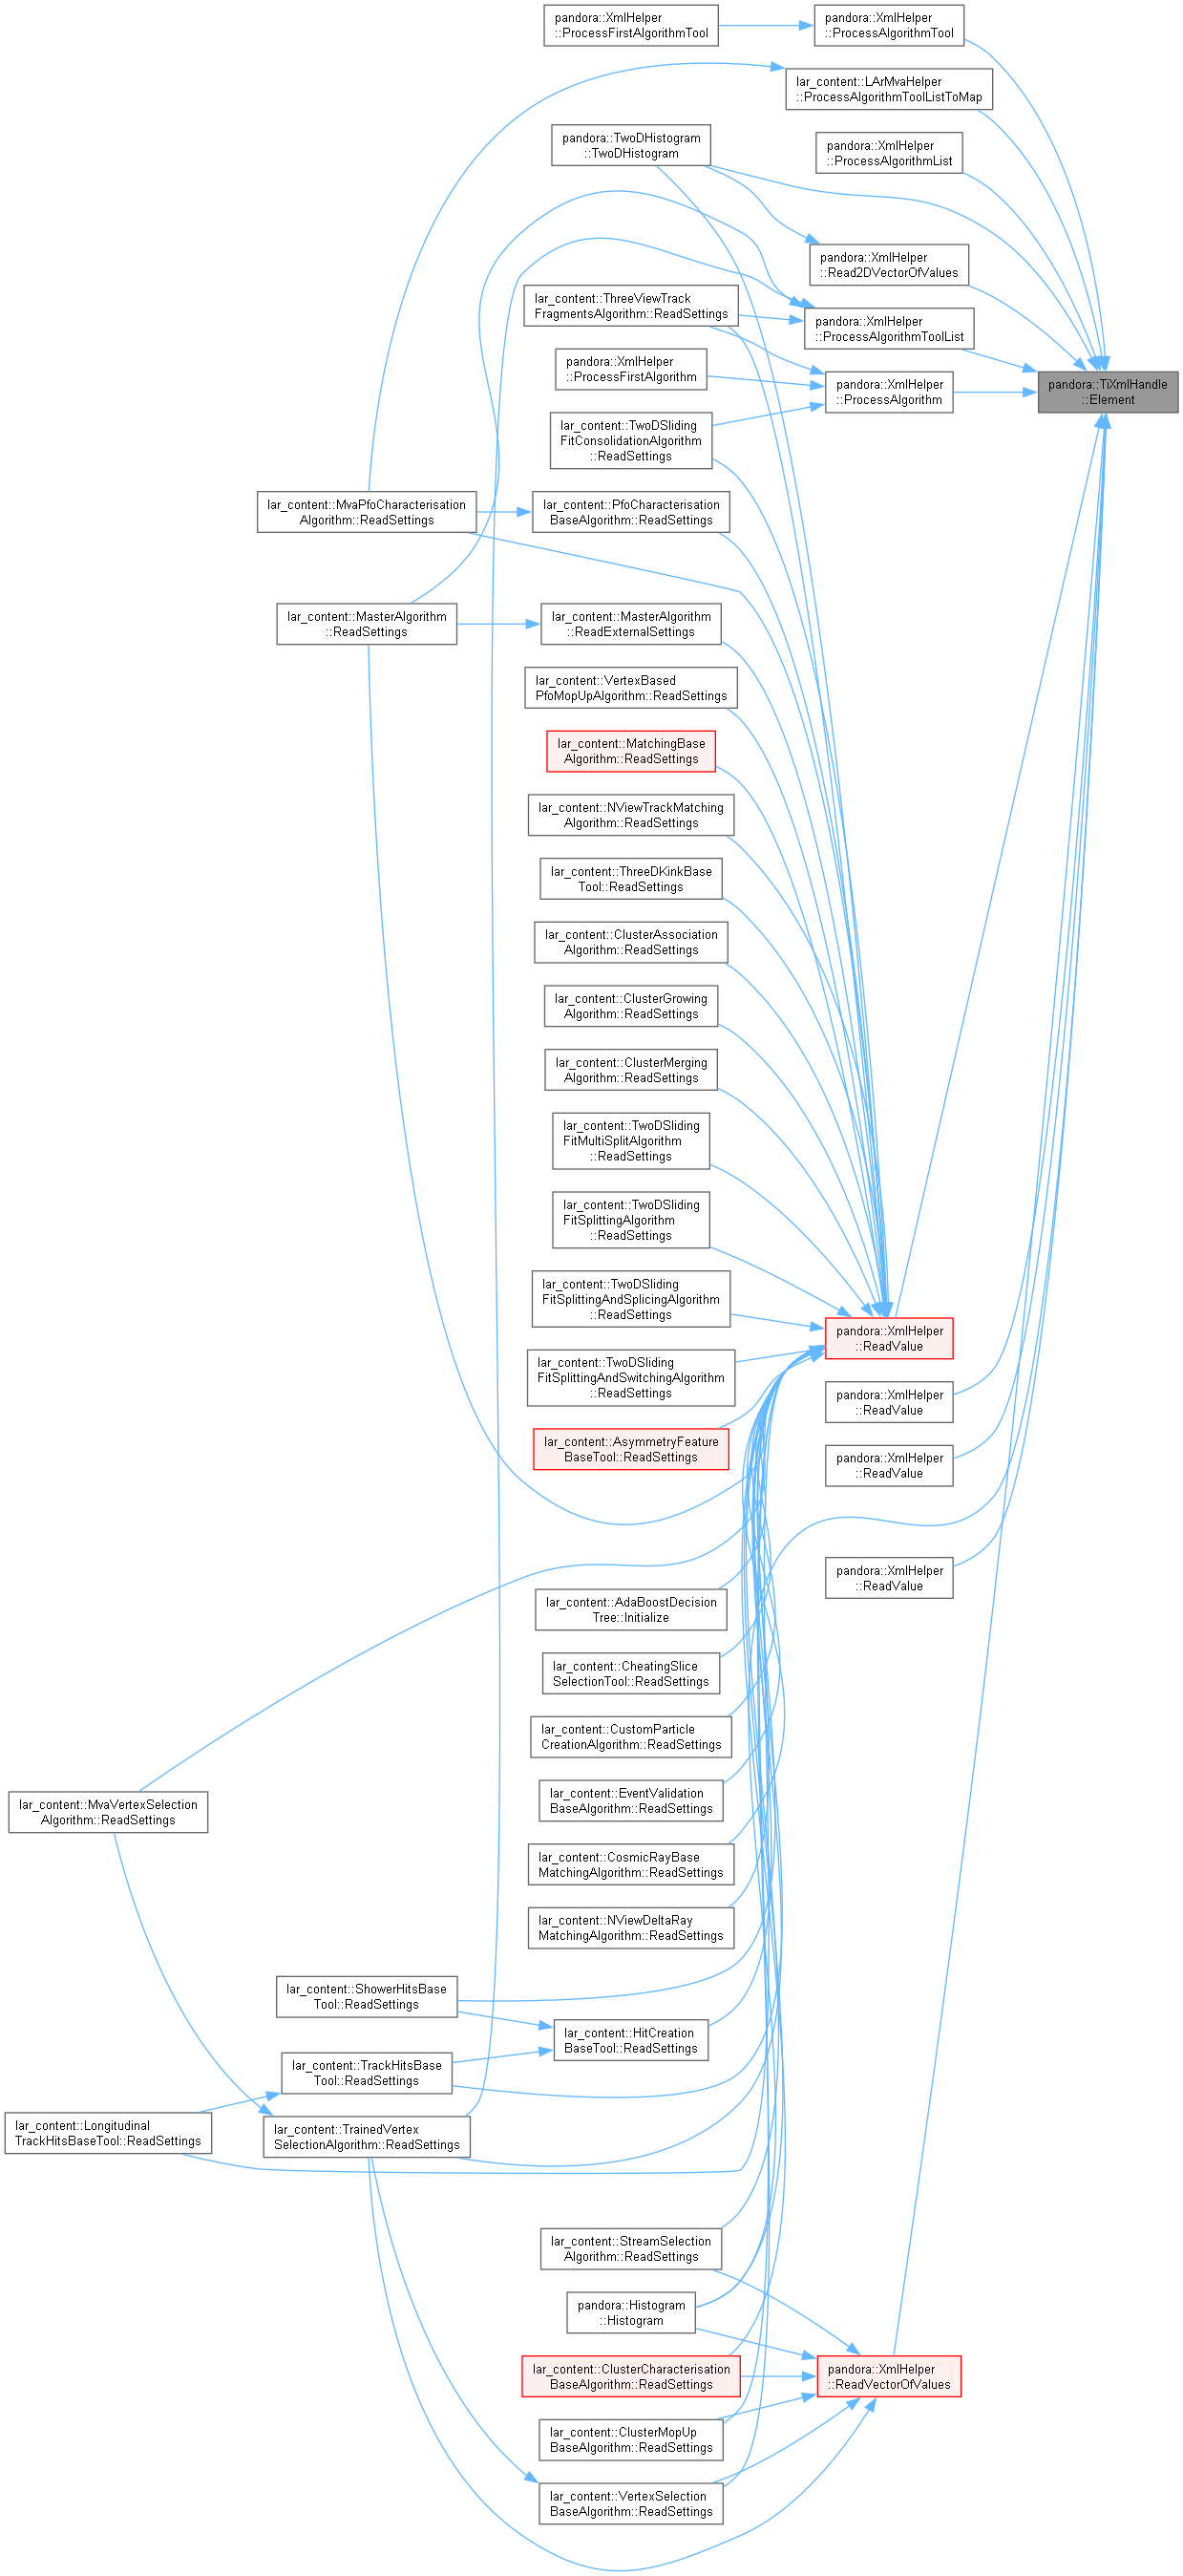 pandora::XmlHelper
::ProcessFirstAlgorithmTool
pandora::XmlHelper
::ProcessAlgorithmTool
lar_content::LArMvaHelper
::ProcessAlgorithmToolListToMap
pandora::TwoDHistogram
::TwoDHistogram
pandora::XmlHelper
::ProcessAlgorithmList
pandora::XmlHelper
::Read2DVectorOfValues
lar_content::ThreeViewTrack
FragmentsAlgorithm::ReadSettings
pandora::XmlHelper
::ProcessAlgorithmToolList
pandora::XmlHelper
::ProcessFirstAlgorithm
pandora::XmlHelper
::ProcessAlgorithm
pandora::TiXmlHandle
::Element
lar_content::TwoDSliding
FitConsolidationAlgorithm
::ReadSettings
lar_content::MvaPfoCharacterisation
Algorithm::ReadSettings
lar_content::PfoCharacterisation
BaseAlgorithm::ReadSettings
lar_content::MasterAlgorithm
::ReadSettings
lar_content::MasterAlgorithm
::ReadExternalSettings
lar_content::VertexBased
PfoMopUpAlgorithm::ReadSettings
lar_content::MatchingBase
Algorithm::ReadSettings
lar_content::NViewTrackMatching
Algorithm::ReadSettings
lar_content::ThreeDKinkBase
Tool::ReadSettings
lar_content::ClusterAssociation
Algorithm::ReadSettings
lar_content::ClusterGrowing
Algorithm::ReadSettings
lar_content::ClusterMerging
Algorithm::ReadSettings
lar_content::TwoDSliding
FitMultiSplitAlgorithm
::ReadSettings
lar_content::TwoDSliding
FitSplittingAlgorithm
::ReadSettings
lar_content::TwoDSliding
FitSplittingAndSplicingAlgorithm
::ReadSettings
pandora::XmlHelper
::ReadValue
lar_content::TwoDSliding
FitSplittingAndSwitchingAlgorithm
::ReadSettings
pandora::XmlHelper
::ReadValue
lar_content::AsymmetryFeature
BaseTool::ReadSettings
pandora::XmlHelper
::ReadValue
pandora::XmlHelper
::ReadValue
lar_content::AdaBoostDecision
Tree::Initialize
lar_content::CheatingSlice
SelectionTool::ReadSettings
lar_content::CustomParticle
CreationAlgorithm::ReadSettings
lar_content::MvaVertexSelection
Algorithm::ReadSettings
lar_content::EventValidation
BaseAlgorithm::ReadSettings
lar_content::CosmicRayBase
MatchingAlgorithm::ReadSettings
lar_content::NViewDeltaRay
MatchingAlgorithm::ReadSettings
lar_content::ShowerHitsBase
Tool::ReadSettings
lar_content::HitCreation
BaseTool::ReadSettings
lar_content::TrackHitsBase
Tool::ReadSettings
lar_content::Longitudinal
TrackHitsBaseTool::ReadSettings
lar_content::TrainedVertex
SelectionAlgorithm::ReadSettings
lar_content::StreamSelection
Algorithm::ReadSettings
pandora::Histogram
::Histogram
lar_content::ClusterCharacterisation
BaseAlgorithm::ReadSettings
pandora::XmlHelper
::ReadVectorOfValues
lar_content::ClusterMopUp
BaseAlgorithm::ReadSettings
lar_content::VertexSelection
BaseAlgorithm::ReadSettings